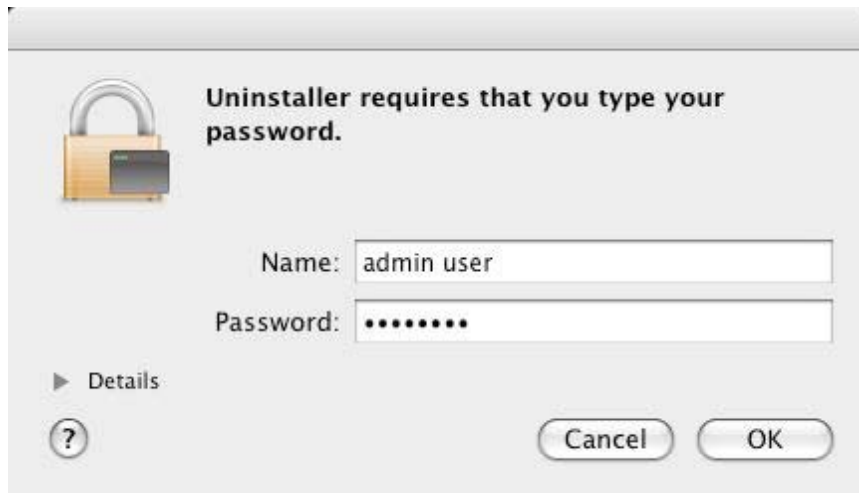 Uninstaller requires that you type your
password.
Name: admin user
Password: ••••••••
Details
? Cancel OK